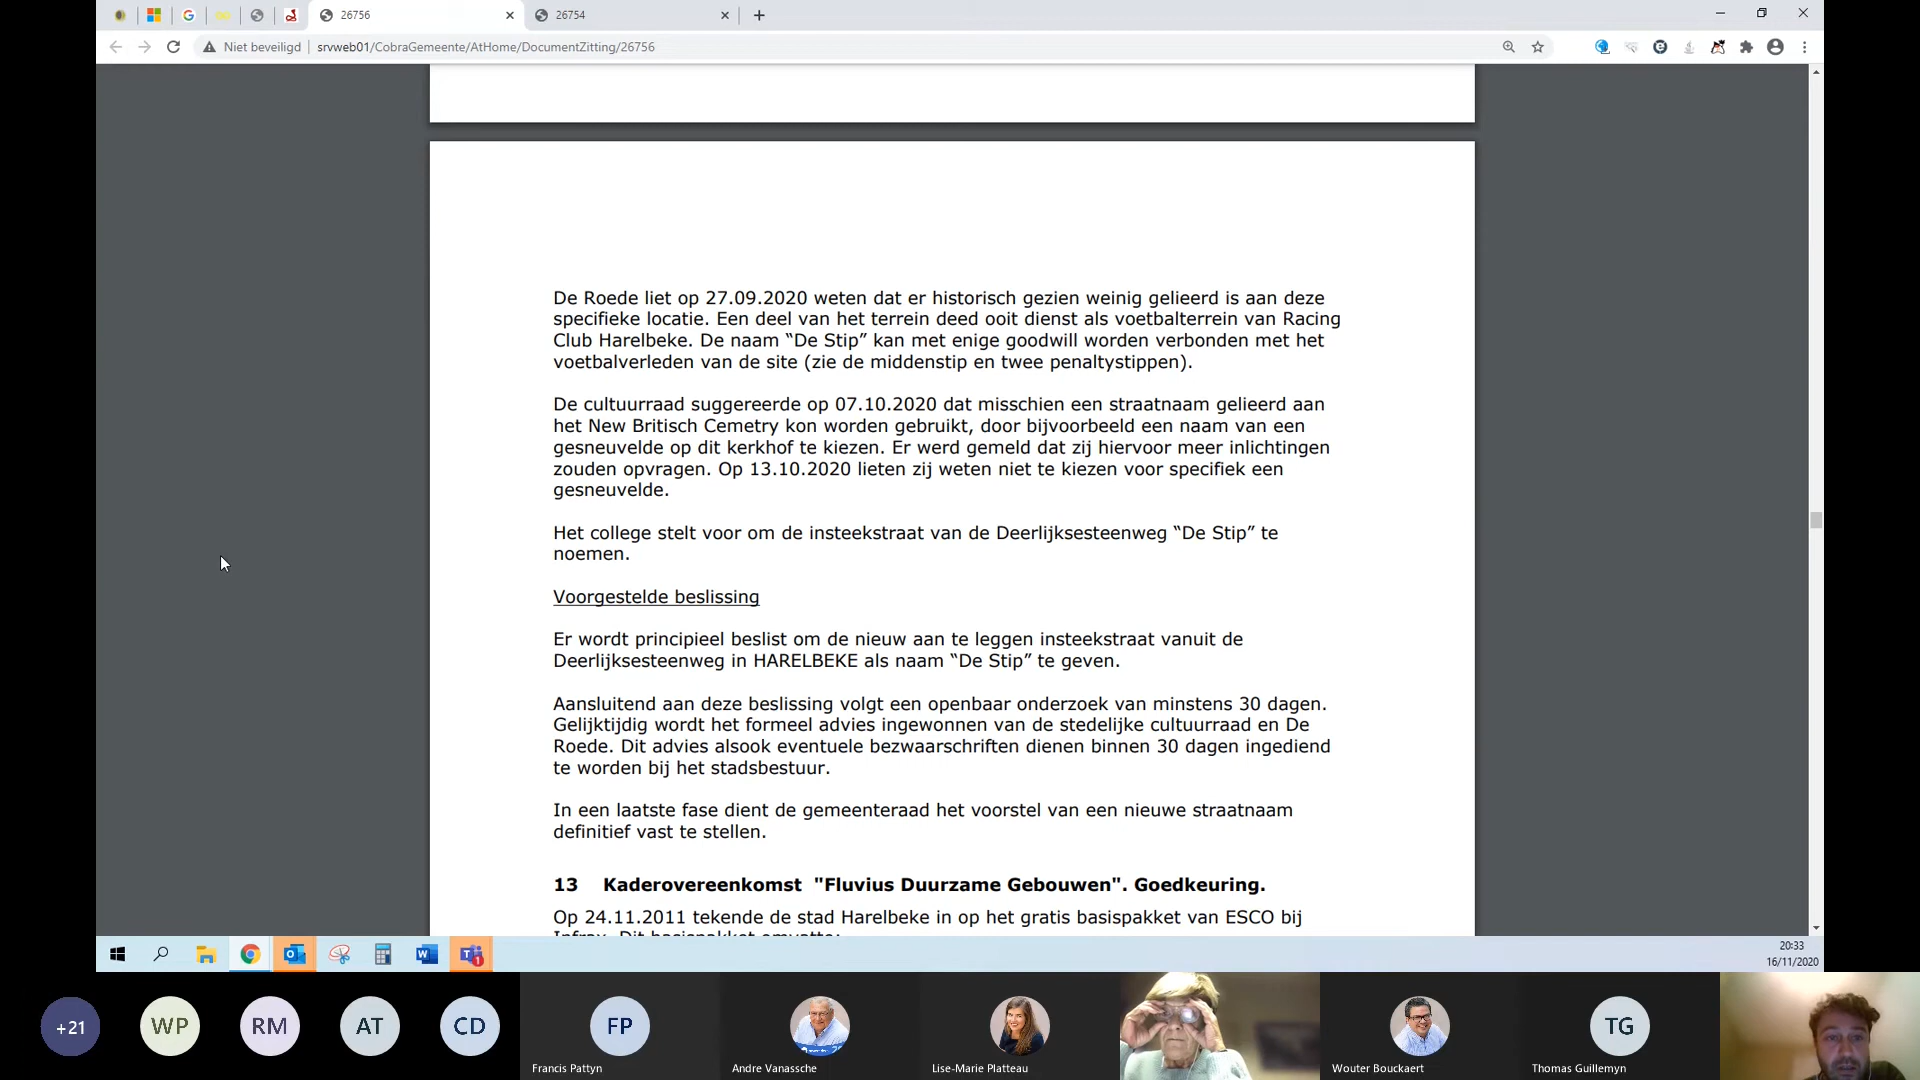 26756
26754
Niet beveiligd
srvweb01/CobraGemeente/AtHome/DocumentZitting/26756
De Roede liet op 27.09.2020 weten dat er historisch gezien weinig gelieerd is aan deze
specifieke locatie. Een deel van het terrein deed ooit dienst als voetbalterrein van Racing
Club Harelbeke. De naam “De Stip” kan met enige goodwill worden verbonden met het
voetbalverleden van de site (zie de middenstip en twee penaltystippen).
De cultuurraad suggereerde op 07.10.2020 dat misschien een straatnaam gelieerd aan
het New Britisch Cemetry kon worden gebruikt, door bijvoorbeeld een naam van een
gesneuvelde op dit kerkhof te kiezen. Er werd gemeld dat zij hiervoor meer inlichtingen
zouden opvragen. Op 13.10.2020 lieten zij weten niet te kiezen voor specifiek een
gesneuvelde.
Het college stelt voor om de insteekstraat van de Deerlijksesteenweg “De Stip” te
noemen.
Voorgestelde beslissing
Er wordt principieel beslist om de nieuw aan te leggen insteekstraat vanuit de
Deerlijksesteenweg in HARELBEKE als naam “De Stip” te geven.
Aansluitend aan deze beslissing volgt een openbaar onderzoek van minstens 30 dagen.
Gelijktijdig wordt het formeel advies ingewonnen van de stedelijke cultuurraad en De
Roede. Dit advies alsook eventuele bezwaarschriften dienen binnen 30 dagen ingediend
te worden bij het stadsbestuur.
In een laatste fase dient de gemeenteraad het voorstel van een nieuwe straatnaam
definitief vast te stellen.
13 Kaderovereenkomst "Fluvius Duurzame Gebouwen". Goedkeuring.
Op 24.11.2011 tekende de stad Harelbeke in op het gratis basispakket van ESCO bij
Infrax. Dit basispakket omvatte:
20:33
16/11/2020
+21
WP
RM
AT
CD
FP
TG
Francis Pattyn
Andre Vanassche
Lise-Marie Platteau
Wouter Bouckaert
Thomas Guillemyn